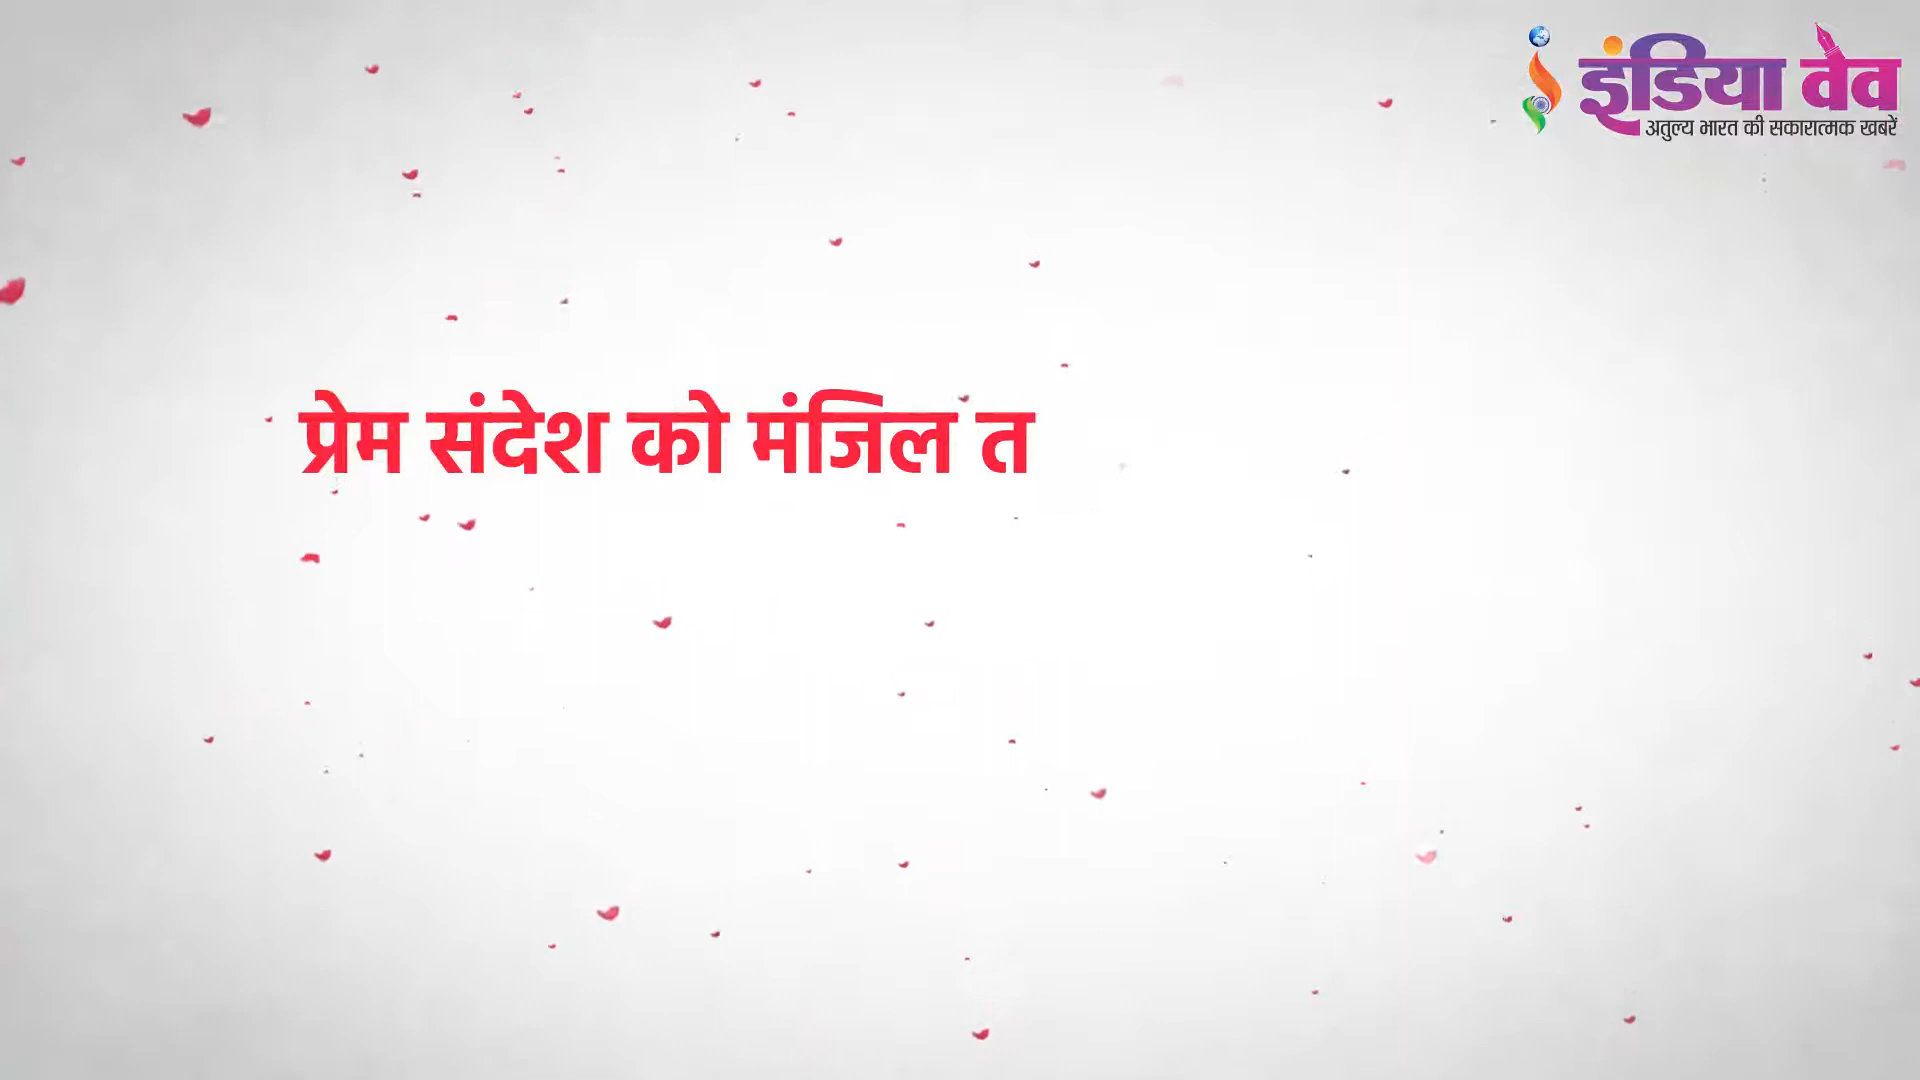 इंडिया वेव
अतुल्य भारत की सकारात्मक खबरें
प्रेम संदेश को मंजिल त